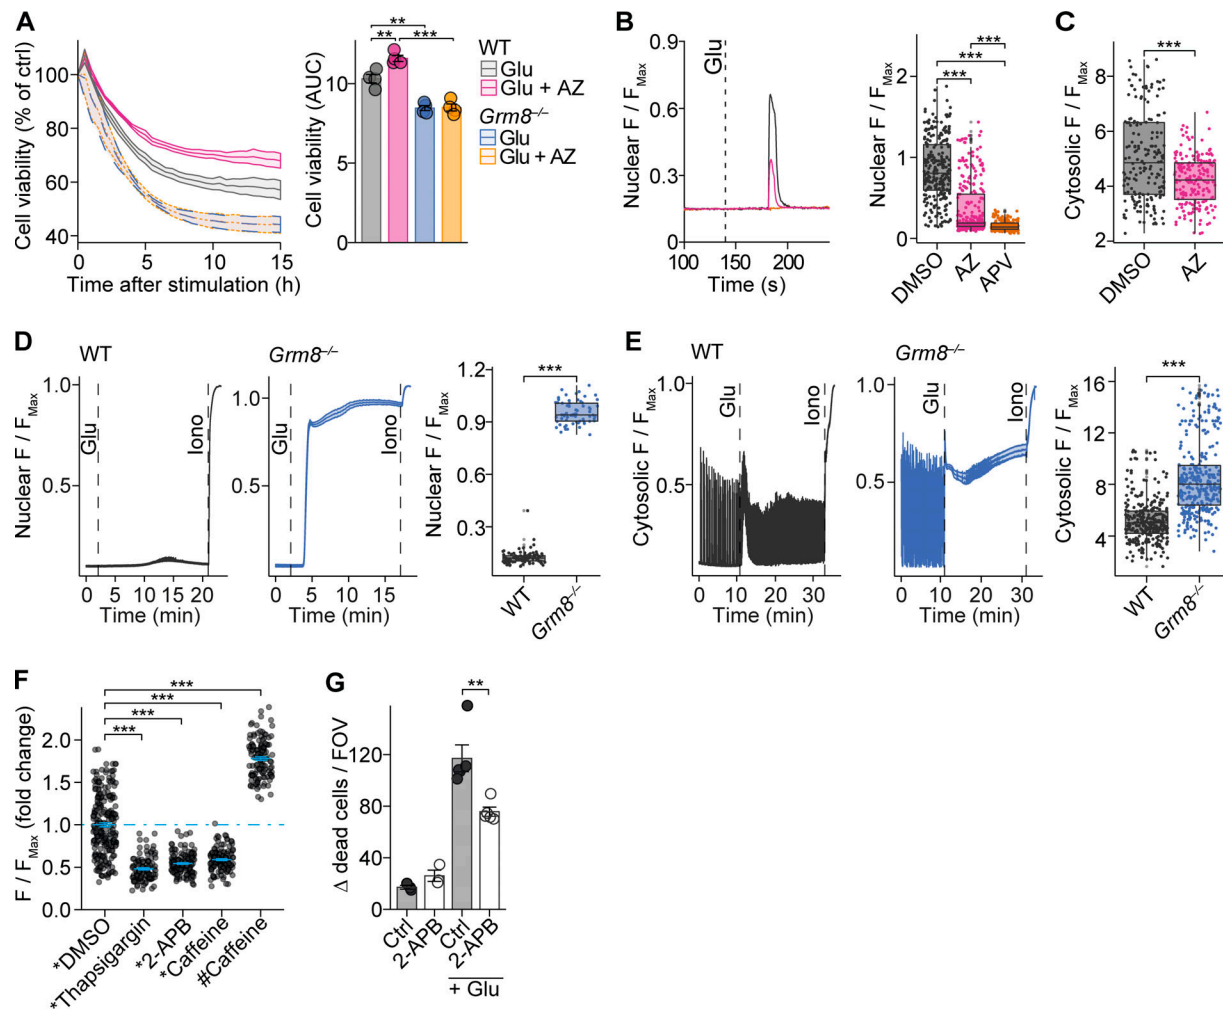 A
Cell viability (% of ctrl)
100
80
60
40
0
5
10
15
Time after stimulation (h)
Cell viability (AUC)
10
5
0
**
**
***
WT
Glu
Glu + AZ
Grm8–/–
Glu
Glu + AZ
B
Nuclear F / FMax
0.9
0.6
0.3
0
Glu
100
150
200
Time (s)
Nuclear F / FMax
2
1
0
***
***
***
DMSO
AZ
APV
C
Cytosolic F / FMax
8
6
4
2
***
DMSO
AZ
D
WT
Nuclear F / FMax
1.0
0.5
Glu
Iono
0
5
10
15
20
Time (min)
Grm8–/–
1.0
0.5
Glu
Iono
0
5
10
15
Time (min)
Nuclear F / FMax
1.2
0.9
0.6
0.3
***
WT
Grm8–/–
E
WT
Cytosolic F / FMax
1.0
0.5
Glu
Iono
0
10
20
30
Time (min)
Grm8–/–
1.0
0.5
Glu
Iono
0
10
20
30
Time (min)
Cytosolic F / FMax
16
12
8
4
***
WT
Grm8–/–
F
F / FMax (fold change)
2.0
1.5
1.0
0.5
0.0
***
***
***
***
*DMSO
*Thapsigargin
*2-APB
*Caffeine
#Caffeine
G
Δ dead cells / FOV
120
80
40
0
**
Ctrl
2-APB
Ctrl
2-APB
+ Glu